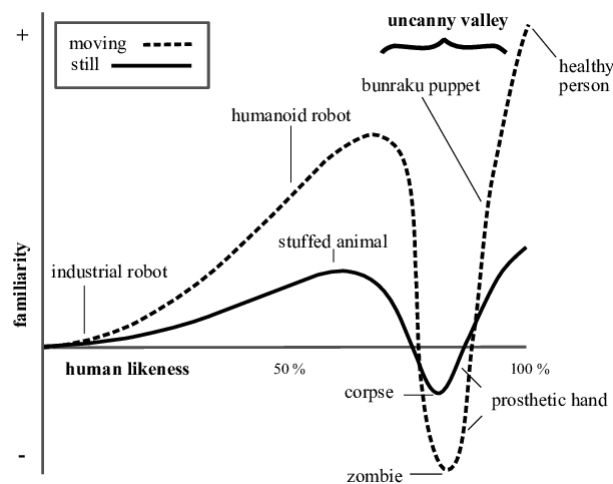 +
moving
still
uncanny valley
bunraku puppet
healthy
person
humanoid robot
stuffed animal
industrial robot
familiarity
human likeness
50 %
100 %
corpse
prosthetic hand
-
zombie